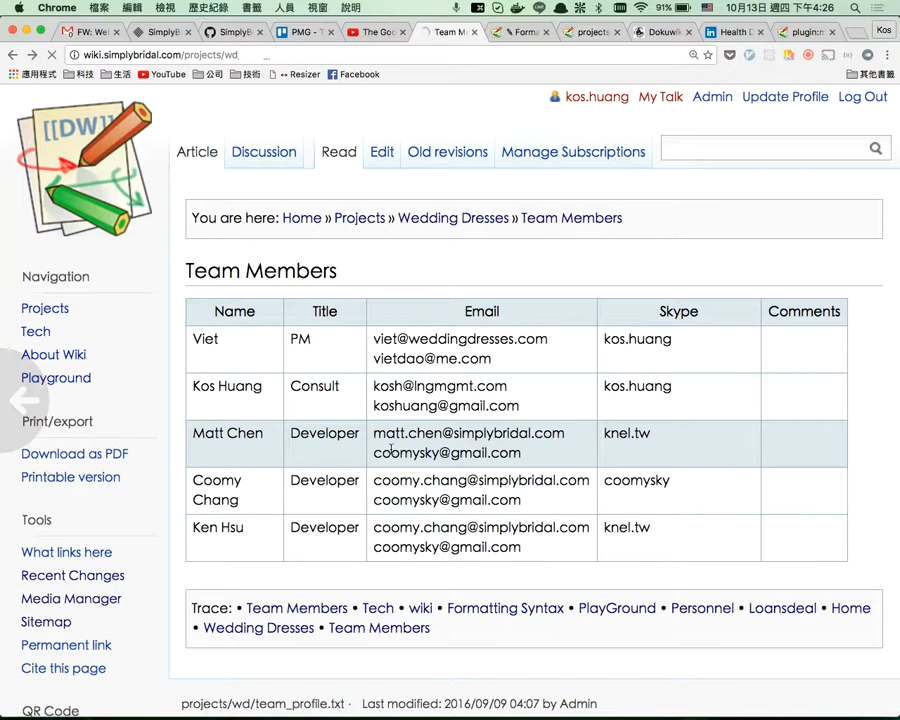 Chrome 檔案 編輯 檢視 歷史紀錄 書籤 人員 視窗 說明 91% 10月13日 週四 下午4:26
FW: We × SimplyB × GitHub/S × PMG - T × The Go × Team M × Forma × projects × Dokuwik × Health D × plugin:m × Kos
wiki.simplybridal.com/projects/wd
應用程式 科技 生活 YouTube 公司 技術 ↔ Resizer Facebook 其他書籤
[[DW]]
kos.huang My Talk Admin Update Profile Log Out
Article Discussion Read Edit Old revisions Manage Subscriptions
You are here: Home » Projects » Wedding Dresses » Team Members
Team Members
Name Title Email Skype Comments
Viet PM viet@weddingdresses.com kos.huang
vietdao@me.com
Kos Huang Consult kosh@lngmgmt.com kos.huang
koshuang@gmail.com
Matt Chen Developer matt.chen@simplybridal.com knel.tw
coomysky@gmail.com
Coomy Developer coomy.chang@simplybridal.com coomysky
Chang coomysky@gmail.com
Ken Hsu Developer coomy.chang@simplybridal.com knel.tw
coomysky@gmail.com
Navigation
Projects
Tech
About Wiki
Playground
Print/export
Download as PDF
Printable version
Tools
What links here
Recent Changes
Media Manager
Sitemap
Permanent link
Cite this page
QR Code
Trace: • Team Members • Tech • wiki • Formatting Syntax • PlayGround • Personnel • Loansdeal • Home
• Wedding Dresses • Team Members
projects/wd/team_profile.txt · Last modified: 2016/09/09 04:07 by Admin